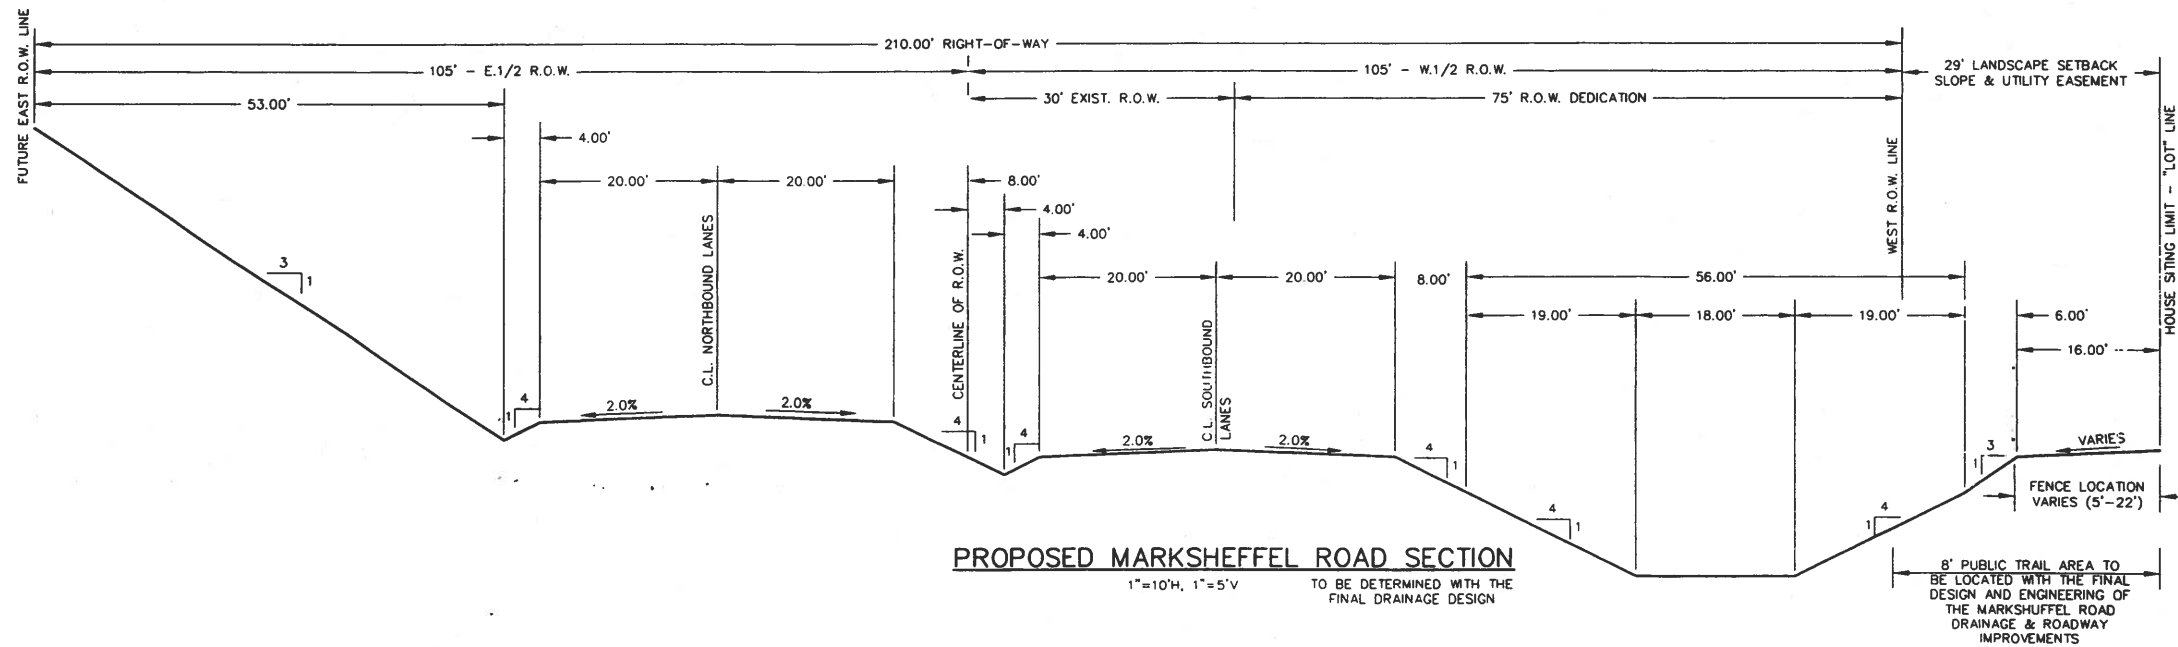 FUTURE EAST R.O.W. LINE
210.00' RIGHT-OF-WAY
105' - E.1/2 R.O.W.
105' - W.1/2 R.O.W.
29' LANDSCAPE SETBACK
SLOPE & UTILITY EASEMENT
53.00'
30' EXIST. R.O.W.
75' R.O.W. DEDICATION
4.00'
20.00'
20.00'
8.00'
4.00'
4.00'
WEST R.O.W. LINE
HOUSE SITING LIMIT - "LOT" LINE
C.L. NORTHBOUND LANES
CENTERLINE OF R.O.W.
20.00'
20.00'
8.00'
56.00'
3
1
19.00'
18.00'
19.00'
6.00'
16.00'
C.L. SOUTHBOUND
LANES
4
1
2.0%
2.0%
4
1
4
1
2.0%
2.0%
4
1
3
1
VARIES
4
1
4
1
FENCE LOCATION
VARIES (5'-22')
PROPOSED MARKSHEFFEL ROAD SECTION
1"=10'H, 1"=5'V
TO BE DETERMINED WITH THE
FINAL DRAINAGE DESIGN
8' PUBLIC TRAIL AREA TO
BE LOCATED WITH THE FINAL
DESIGN AND ENGINEERING OF
THE MARKSHUFFEL ROAD
DRAINAGE & ROADWAY
IMPROVEMENTS